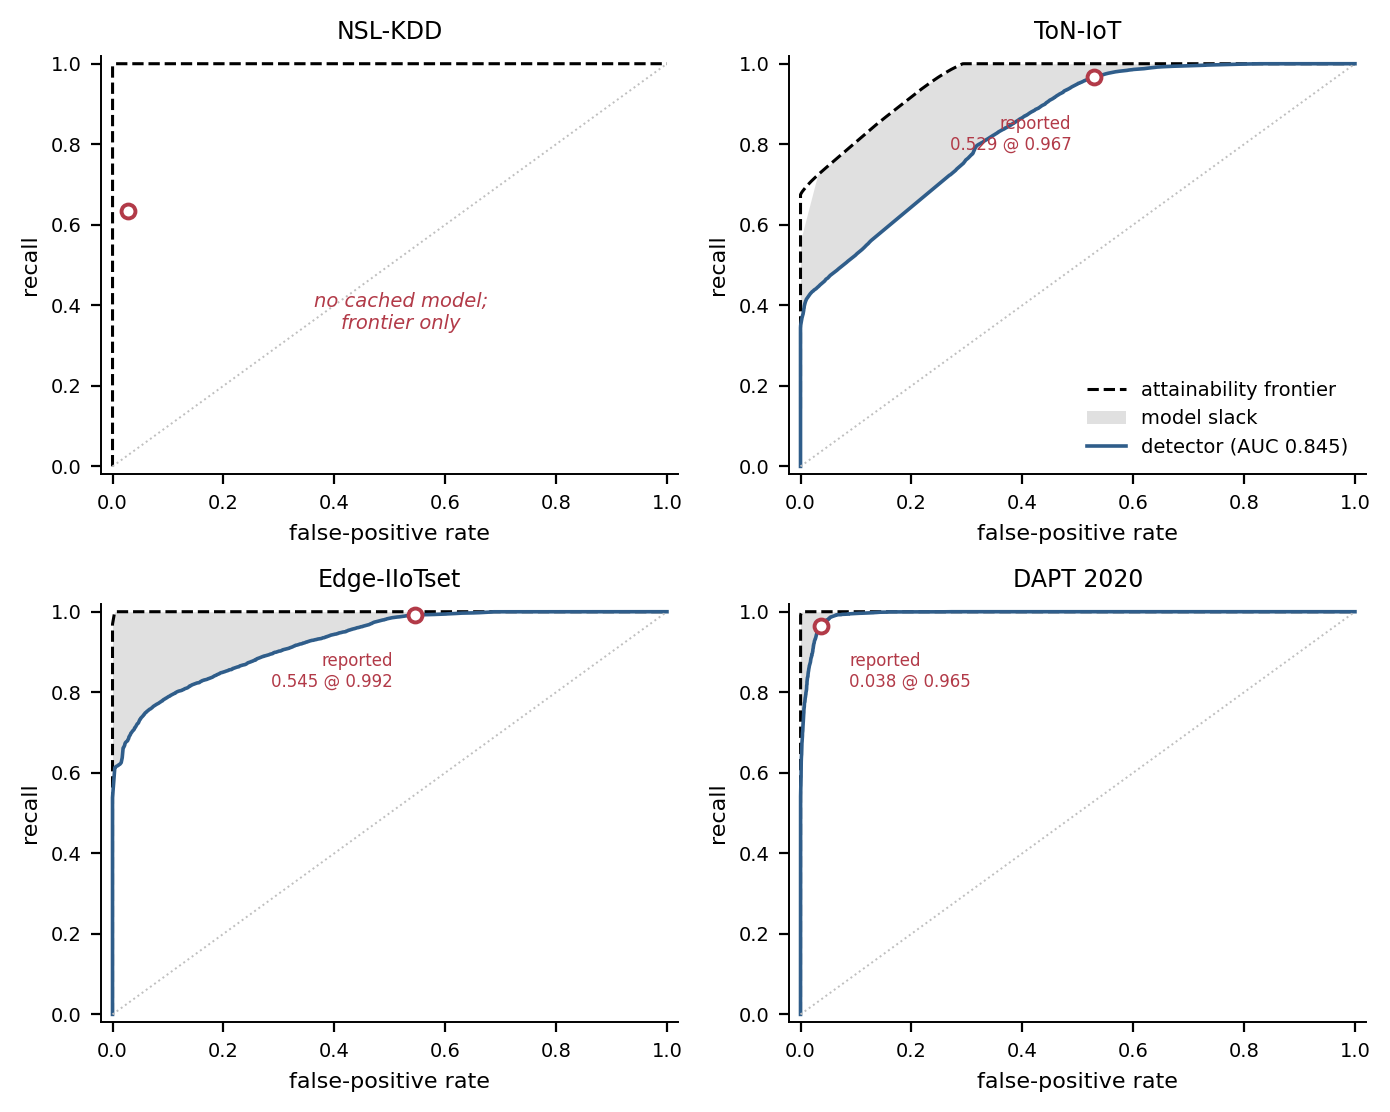 NSL-KDD
1.0
0.8
0.6
0.4
0.2
0.0
recall
no cached model;
frontier only
0.0 0.2 0.4 0.6 0.8 1.0
false-positive rate
ToN-IoT
1.0
0.8
0.6
0.4
0.2
0.0
recall
reported
0.529 @ 0.967
attainability frontier
model slack
detector (AUC 0.845)
0.0 0.2 0.4 0.6 0.8 1.0
false-positive rate
Edge-IIoTset
1.0
0.8
0.6
0.4
0.2
0.0
recall
reported
0.545 @ 0.992
0.0 0.2 0.4 0.6 0.8 1.0
false-positive rate
DAPT 2020
1.0
0.8
0.6
0.4
0.2
0.0
recall
reported
0.038 @ 0.965
0.0 0.2 0.4 0.6 0.8 1.0
false-positive rate